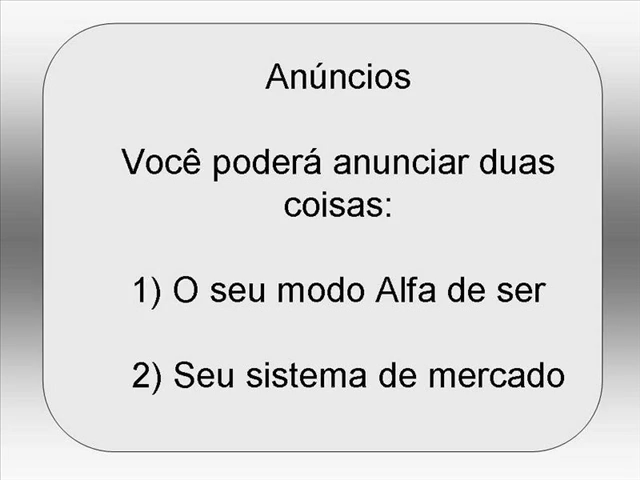 Anúncios
Você poderá anunciar duas
coisas:
1) O seu modo Alfa de ser
2) Seu sistema de mercado